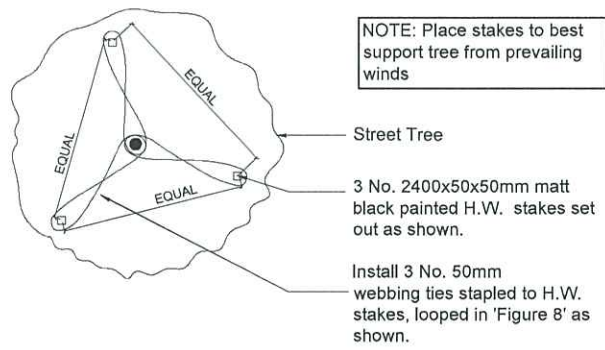 NOTE: Place stakes to best
support tree from prevailing
winds
EQUAL
EQUAL
EQUAL
Street Tree
3 No. 2400x50x50mm matt
black painted H.W. stakes set
out as shown.
Install 3 No. 50mm
webbing ties stapled to H.W.
stakes, looped in 'Figure 8' as
shown.